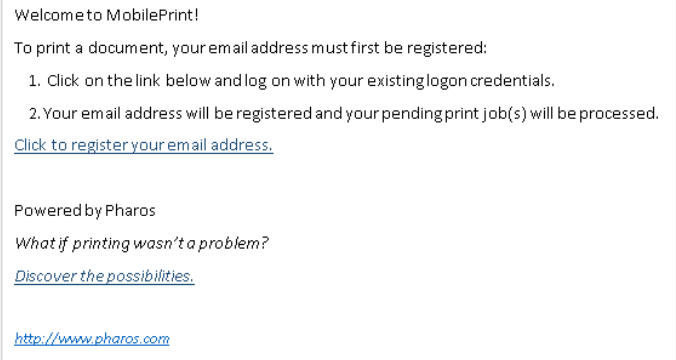 Welcome to MobilePrint!
To print a document, your email address must first be registered:
1. Click on the link below and log on with your existing logon credentials.
2. Your email address will be registered and your pending print job(s) will be processed.
Click to register your email address.
Powered by Pharos
What if printing wasn't a problem?
Discover the possibilities.
http://www.pharos.com